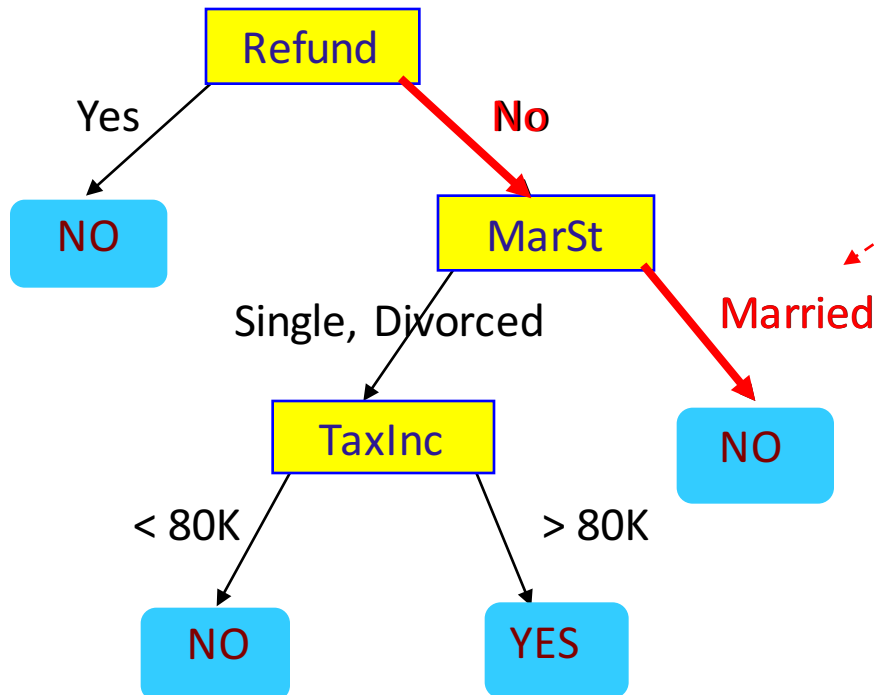 Refund
Yes
No
NO
MarSt
Single, Divorced
Married
TaxInc
NO
< 80K
> 80K
NO
YES